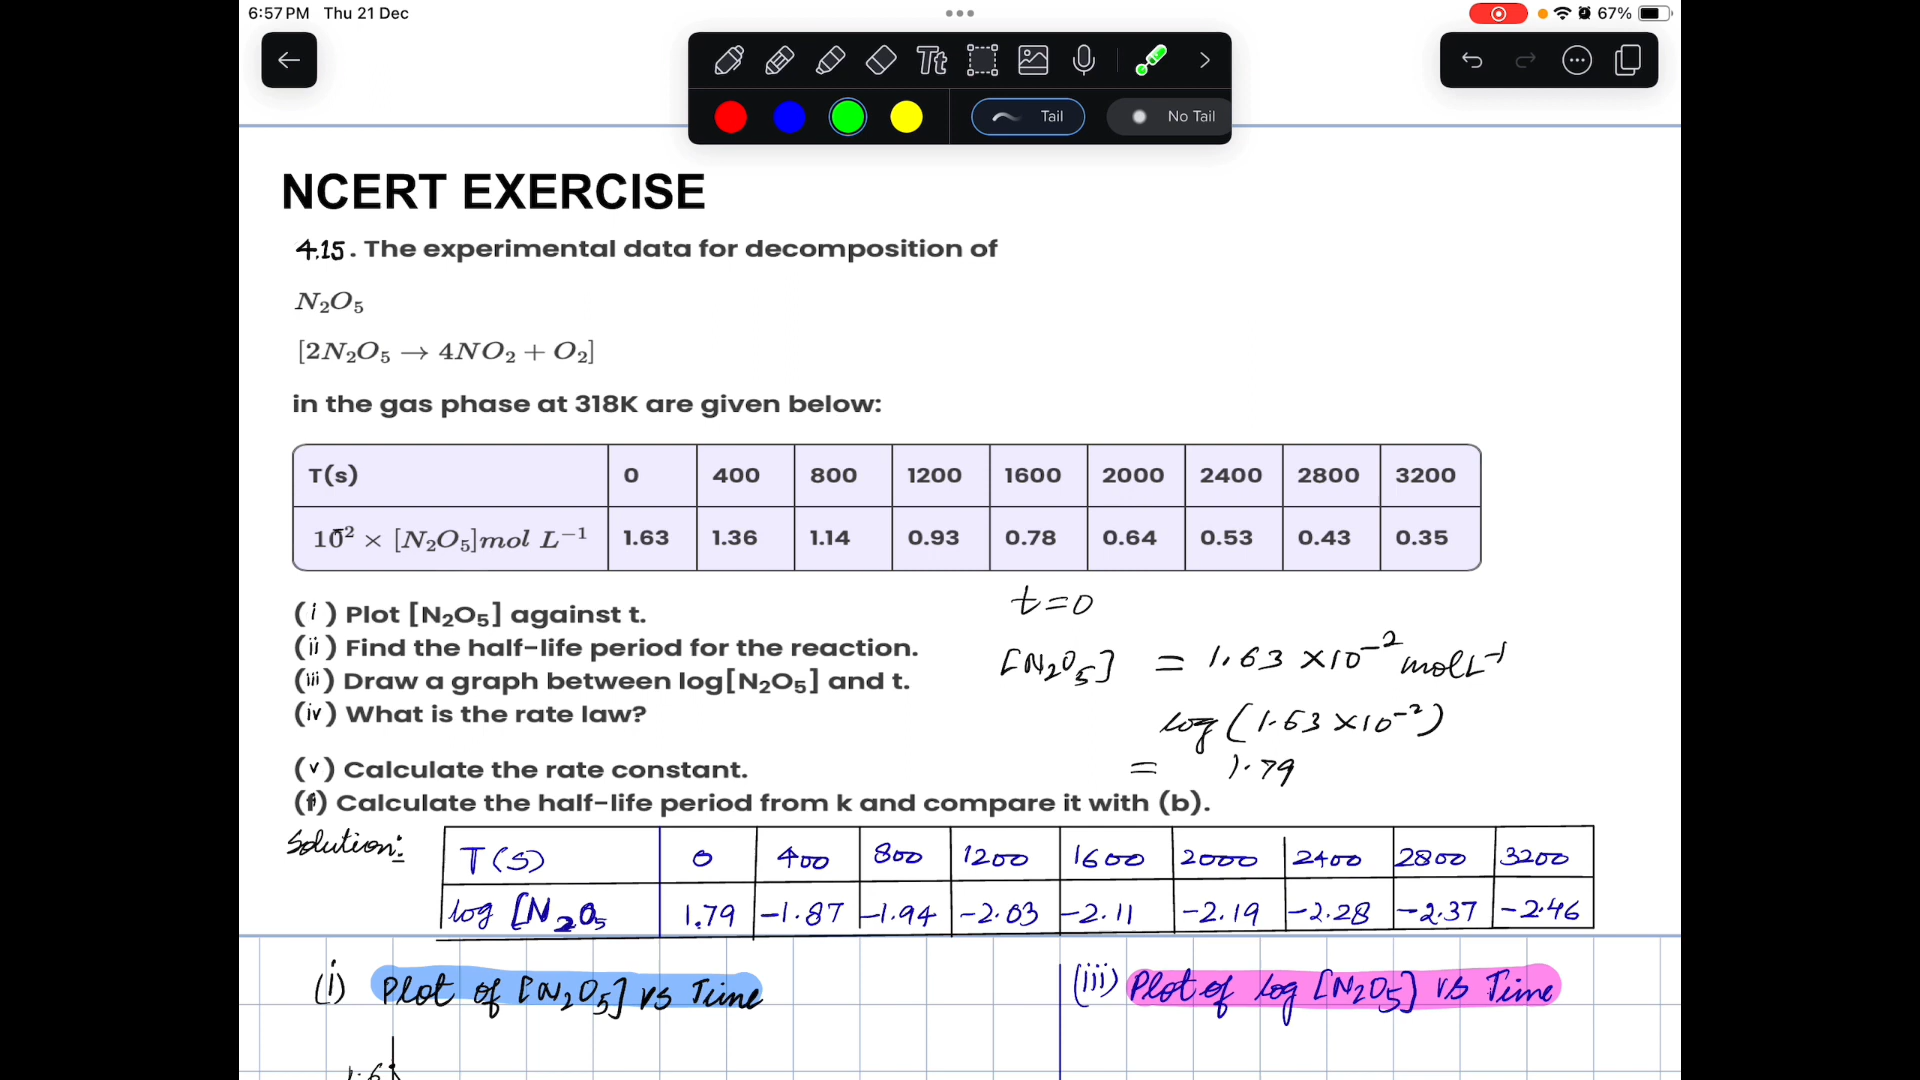 6:57 PM Thu 21 Dec
67%
Tt
Tail
No Tail
NCERT EXERCISE
4.15. The experimental data for decomposition of
N₂O₅
[2N₂O₅ → 4NO₂ + O₂]
in the gas phase at 318K are given below:
T(s) 0 400 800 1200 1600 2000 2400 2800 3200
10⁻² × [N₂O₅]mol L⁻¹ 1.63 1.36 1.14 0.93 0.78 0.64 0.53 0.43 0.35
(i) Plot [N₂O₅] against t.
(ii) Find the half-life period for the reaction.
(iii) Draw a graph between log[N₂O₅] and t.
(iv) What is the rate law?
(v) Calculate the rate constant.
(f) Calculate the half-life period from k and compare it with (b).
t=0
[N₂O₅] = 1.63 ×10⁻² mol L⁻¹
log (1.63 ×10⁻²)
= 1.79
Solution:
T(S) 0 400 800 1200 1600 2000 2400 2800 3200
log [N₂O₅ 1.79 -1.87 -1.94 -2.03 -2.11 -2.19 -2.28 -2.37 -2.46
(i) Plot of [N₂O₅] vs Time
(iii) Plot of log [N₂O₅] vs Time